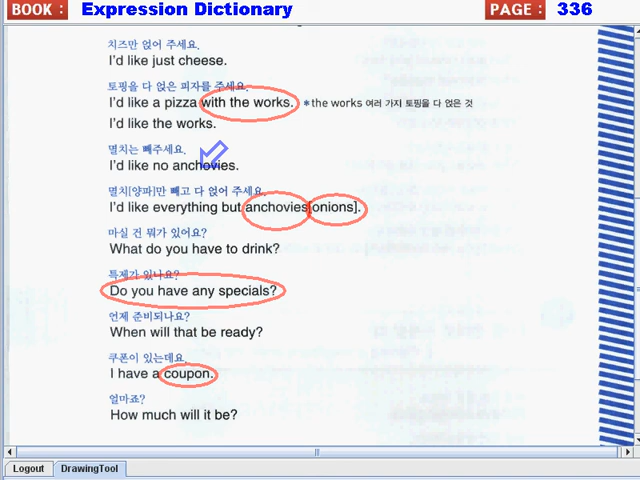 BOOK : Expression Dictionary PAGE : 336
치즈만 얹어 주세요.
I'd like just cheese.
토핑을 다 얹은 피자를 주세요.
I'd like a pizza with the works. *the works 여러 가지 토핑을 다 얹은 것
I'd like the works.
멸치는 빼주세요.
I'd like no anchovies.
멸치[양파]만 빼고 다 얹어 주세요.
I'd like everything but anchovies[onions].
마실 건 뭐가 있어요?
What do you have to drink?
특제가 있나요?
Do you have any specials?
언제 준비되나요?
When will that be ready?
쿠폰이 있는데요.
I have a coupon.
얼마죠?
How much will it be?
Logout DrawingTool